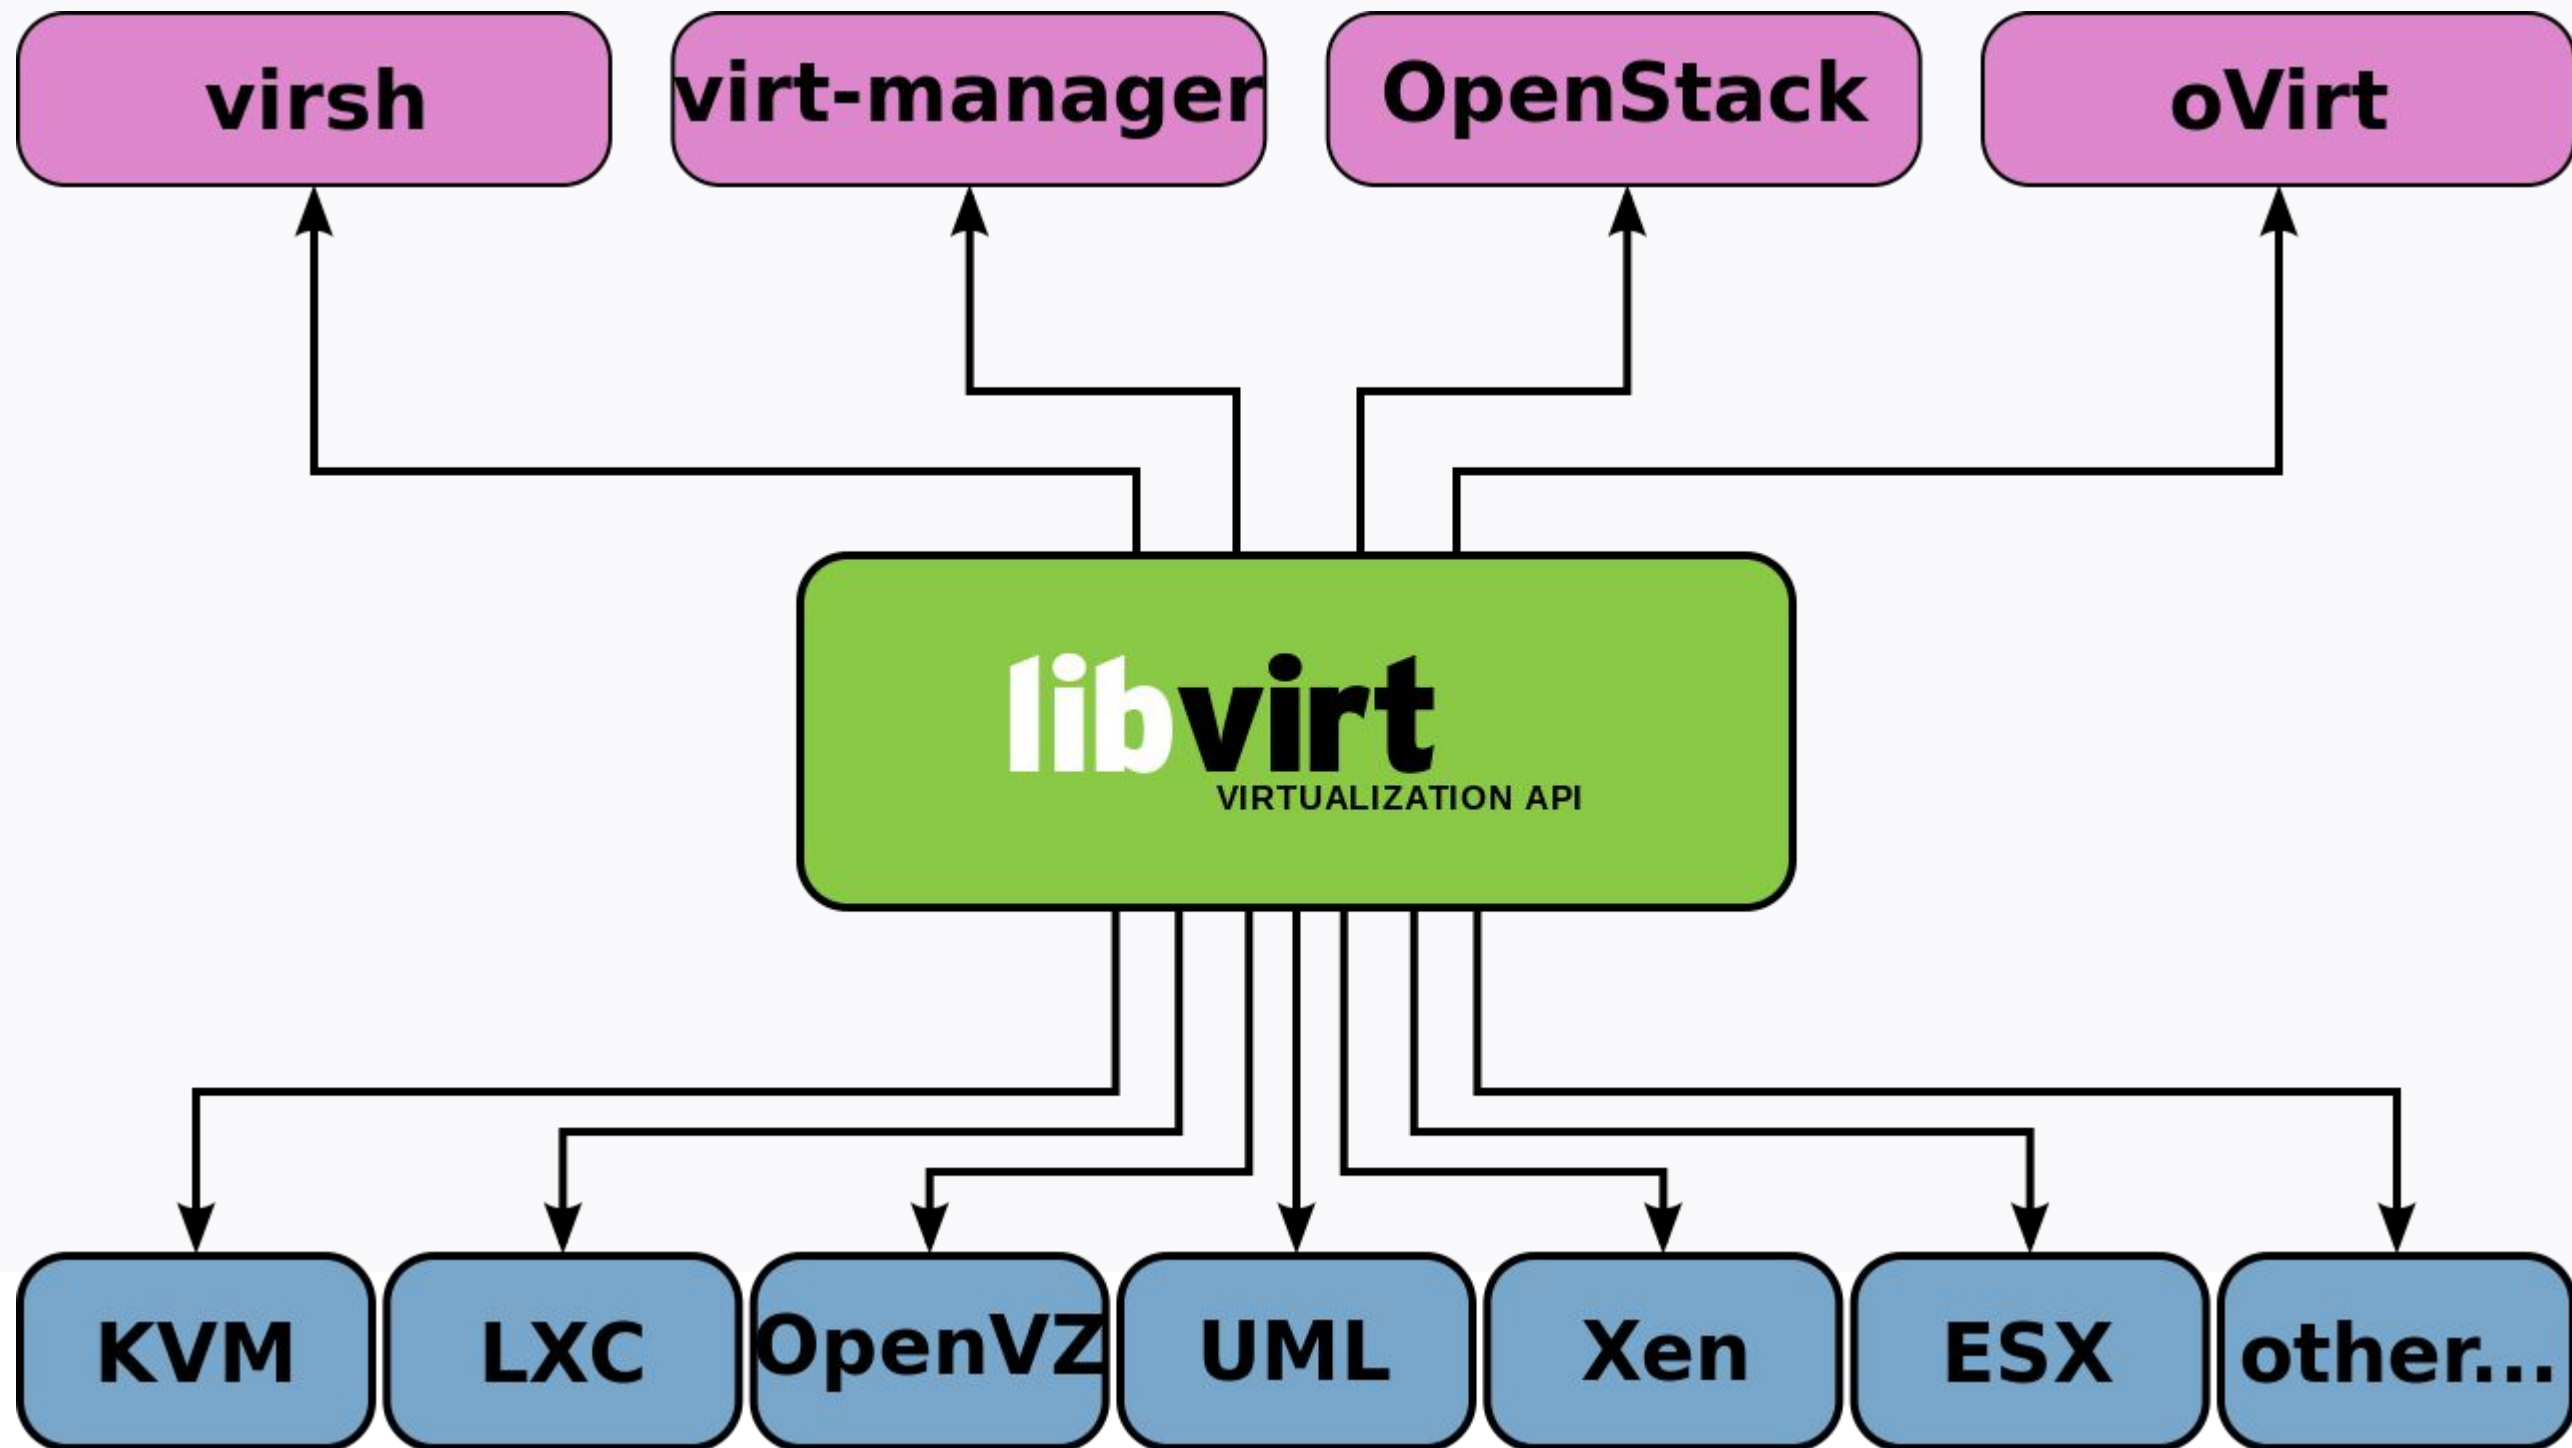 virsh
virt-manager
OpenStack
oVirt
libvirt
VIRTUALIZATION API
KVM
LXC
OpenVZ
UML
Xen
ESX
other...